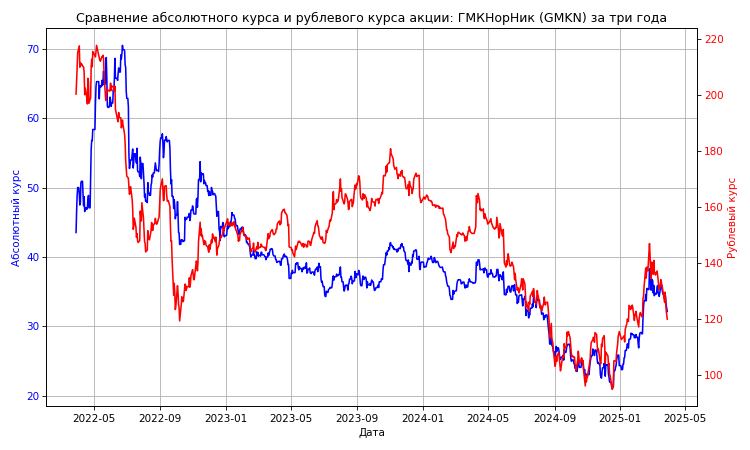 Сравнение абсолютного курса и рублевого курса акции: ГМКНорНик (GMKN) за три года
Абсолютный курс
70
60
50
40
30
20
220
200
180
160
140
120
100
Рублевый курс
2022-05 2022-09 2023-01 2023-05 2023-09 2024-01 2024-05 2024-09 2025-01 2025-05
Дата